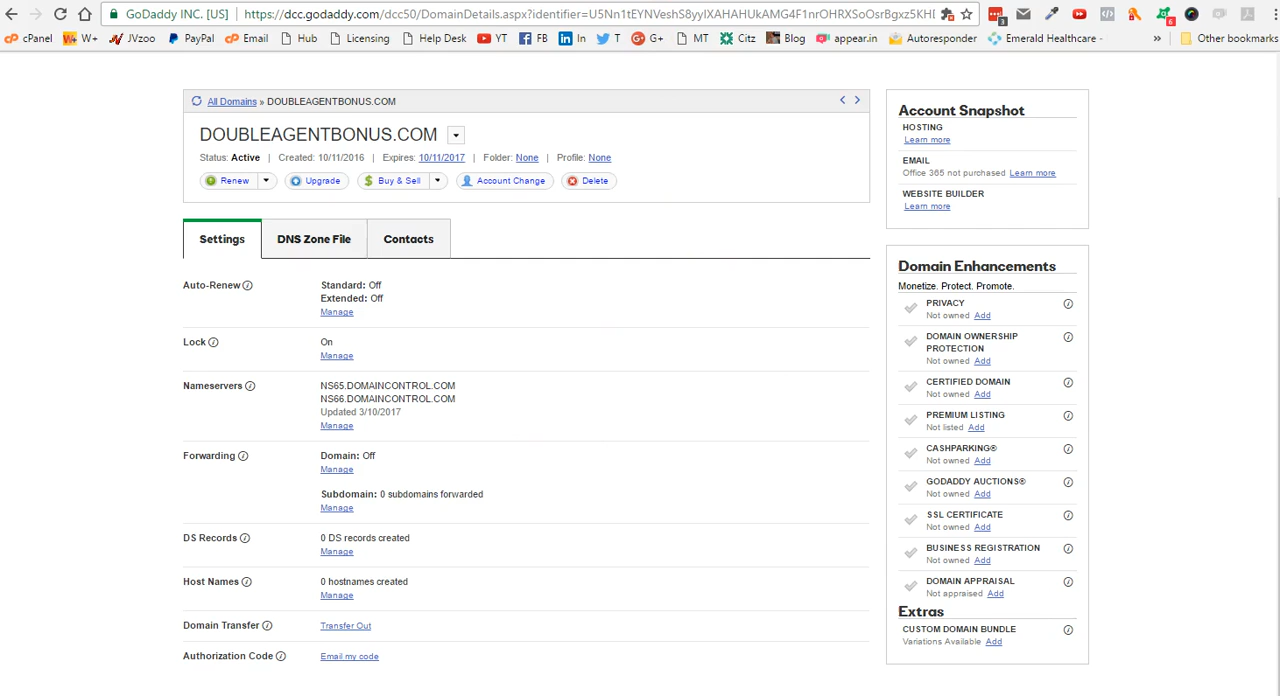 GoDaddy INC. [US] https://dcc.godaddy.com/dcc50/DomainDetails.aspx?identifier=
3
6
cPanel W+ JVzoo PayPal Email Hub Licensing Help Desk YT FB In T G+ MT Citz Blog appear.in Autoresponder Emerald Healthcare - » Other bookmarks
All Domains » DOUBLEAGENTBONUS.COM
DOUBLEAGENTBONUS.COM
Status: Active | Created: 10/11/2016 | Expires: 10/11/2017 | Folder: None | Profile: None
Renew Upgrade Buy & Sell Account Change Delete
Settings DNS Zone File Contacts
Auto-Renew Standard: Off
Extended: Off
Manage
Lock On
Manage
Nameservers NS65.DOMAINCONTROL.COM
NS66.DOMAINCONTROL.COM
Updated 3/10/2017
Manage
Forwarding Domain: Off
Manage
Subdomain: 0 subdomains forwarded
Manage
DS Records 0 DS records created
Manage
Host Names 0 hostnames created
Manage
Domain Transfer Transfer Out
Authorization Code Email my code
Account Snapshot
HOSTING
Learn more
EMAIL
Office 365 not purchased Learn more
WEBSITE BUILDER
Learn more
Domain Enhancements
Monetize. Protect. Promote.
PRIVACY
Not owned Add
DOMAIN OWNERSHIP
PROTECTION
Not owned Add
CERTIFIED DOMAIN
Not owned Add
PREMIUM LISTING
Not listed Add
CASHPARKING®
Not owned Add
GODADDY AUCTIONS®
Not owned Add
SSL CERTIFICATE
Not owned Add
BUSINESS REGISTRATION
Not owned Add
DOMAIN APPRAISAL
Not appraised Add
Extras
CUSTOM DOMAIN BUNDLE
Variations Available Add